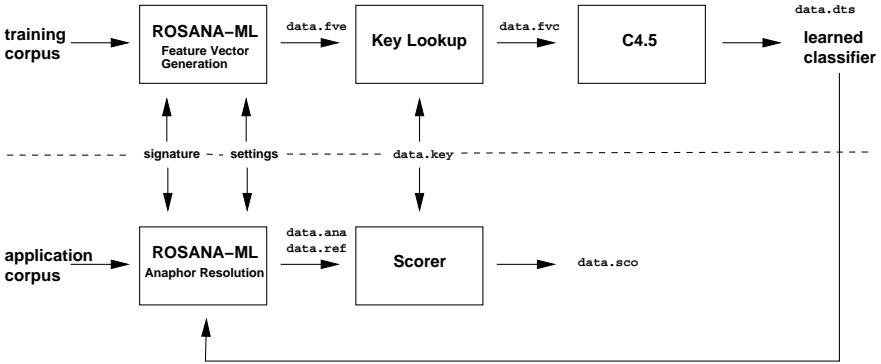 data.dts
training
corpus
ROSANA–ML
Feature Vector
Generation
data.fve
Key Lookup
data.fvc
C4.5
learned
classifier
signature
settings
data.key
application
corpus
ROSANA–ML
Anaphor Resolution
data.ana
data.ref
Scorer
data.sco